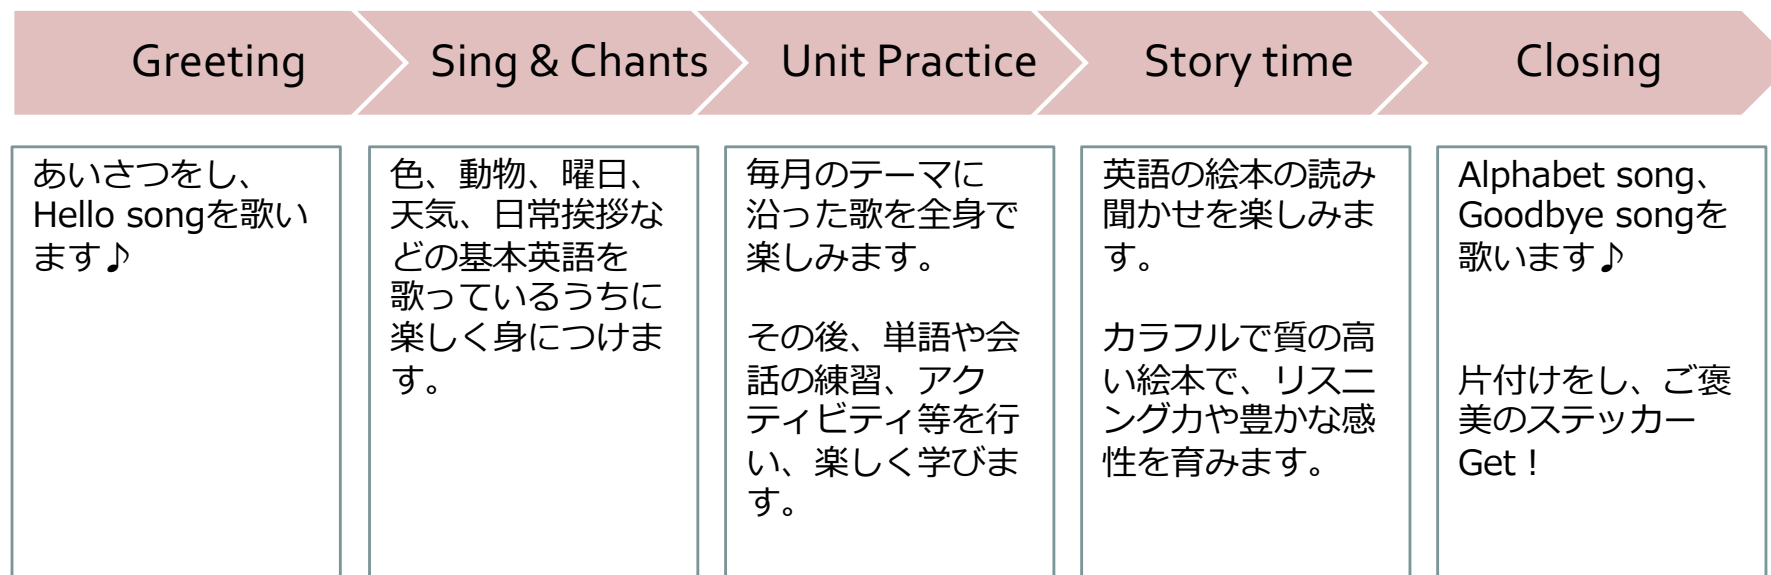 Greeting
Sing & Chants
Unit Practice
Story time
Closing
あいさつをし、
Hello songを歌い
ます♪
色、動物、曜日、
天気、日常挨拶な
どの基本英語を
歌っているうちに
楽しく身につけま
す。
毎月のテーマに
沿った歌を全身で
楽しみます。
その後、単語や会
話の練習、アク
ティビティ等を行
い、楽しく学びま
す。
英語の絵本の読み
聞かせを楽しみま
す。
カラフルで質の高
い絵本で、リスニ
ング力や豊かな感
性を育みます。
Alphabet song、
Goodbye songを
歌います♪
片付けをし、ご褒
美のステッカー
Get！